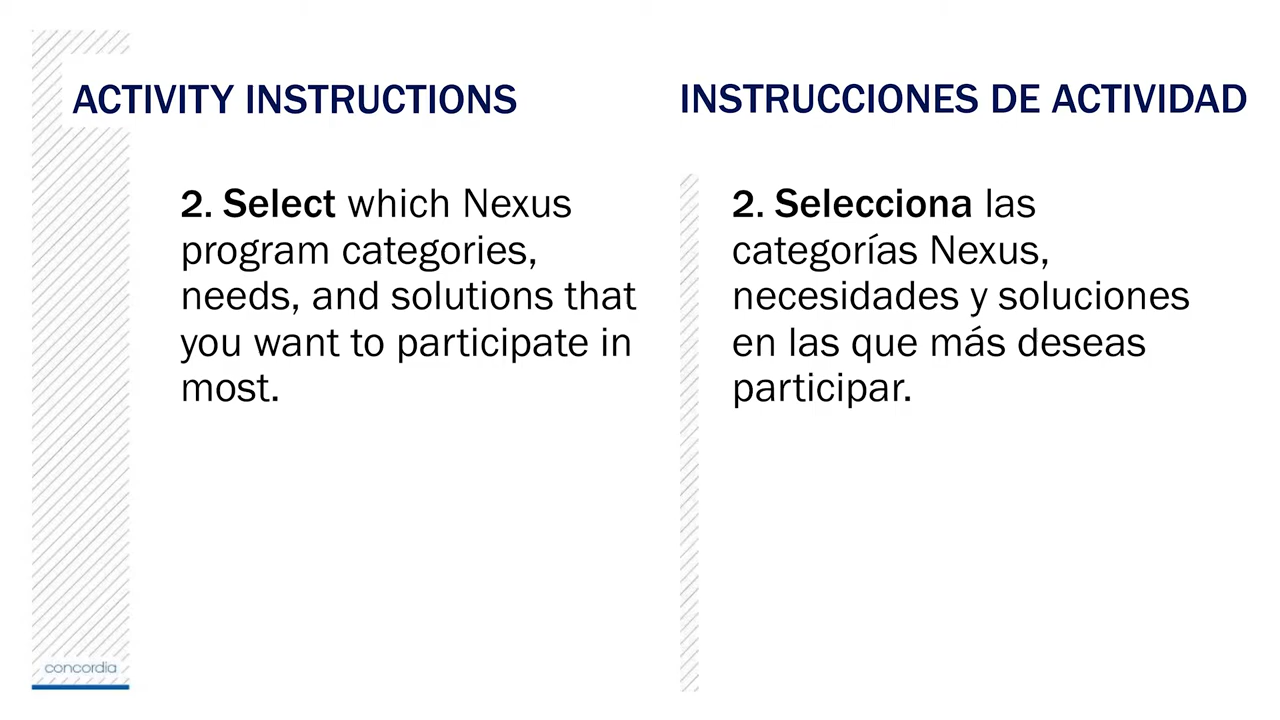 ACTIVITY INSTRUCTIONS
2. Select which Nexus
program categories,
needs, and solutions that
you want to participate in
most.
INSTRUCCIONES DE ACTIVIDAD
2. Selecciona las
categorías Nexus,
necesidades y soluciones
en las que más deseas
participar.
concordia